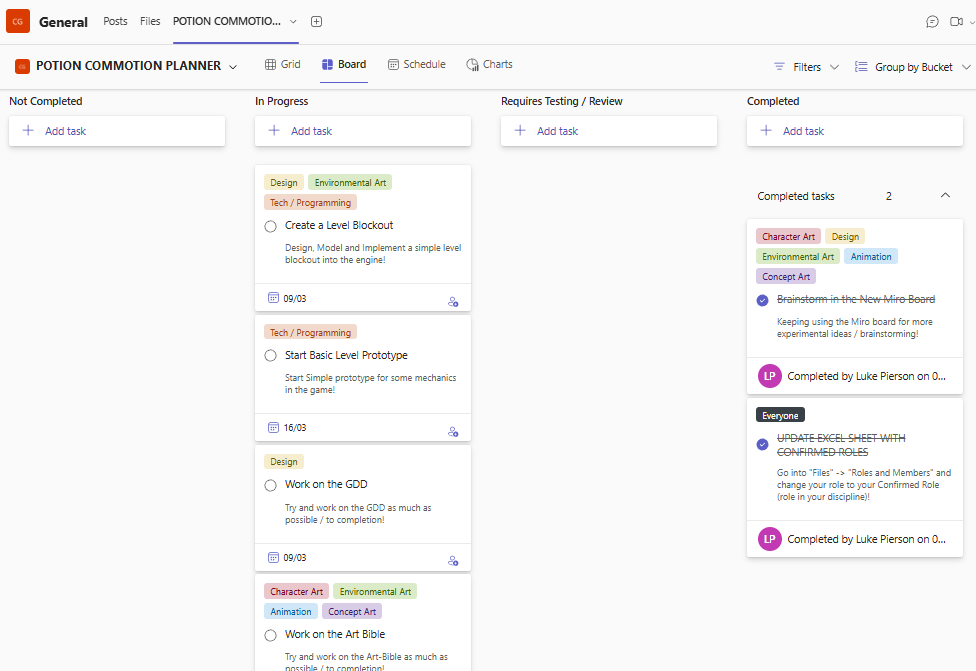 CG General Posts Files POTION COMMOTIO...
CG POTION COMMOTION PLANNER Grid Board Schedule Charts Filters Group by Bucket
Not Completed
Add task
In Progress
Add task
Design Environmental Art
Tech / Programming
Create a Level Blockout
Design, Model and Implement a simple level
blockout into the engine!
09/03
Tech / Programming
Start Basic Level Prototype
Start Simple prototype for some mechanics
in the game!
16/03
Design
Work on the GDD
Try and work on the GDD as much as
possible / to completion!
09/03
Character Art Environmental Art
Animation Concept Art
Work on the Art Bible
Try and work on the Art-Bible as much as
possible / to completion!
Requires Testing / Review
Add task
Completed
Add task
Completed tasks 2
Character Art Design
Environmental Art Animation
Concept Art
Brainstorm in the New Miro Board
Keeping using the Miro board for more
experimental ideas / brainstorming!
LP Completed by Luke Pierson on 0...
Everyone
UPDATE EXCEL SHEET WITH
CONFIRMED ROLES
Go into "Files" -> "Roles and Members" and
change your role to your Confirmed Role
(role in your discipline)!
LP Completed by Luke Pierson on 0...